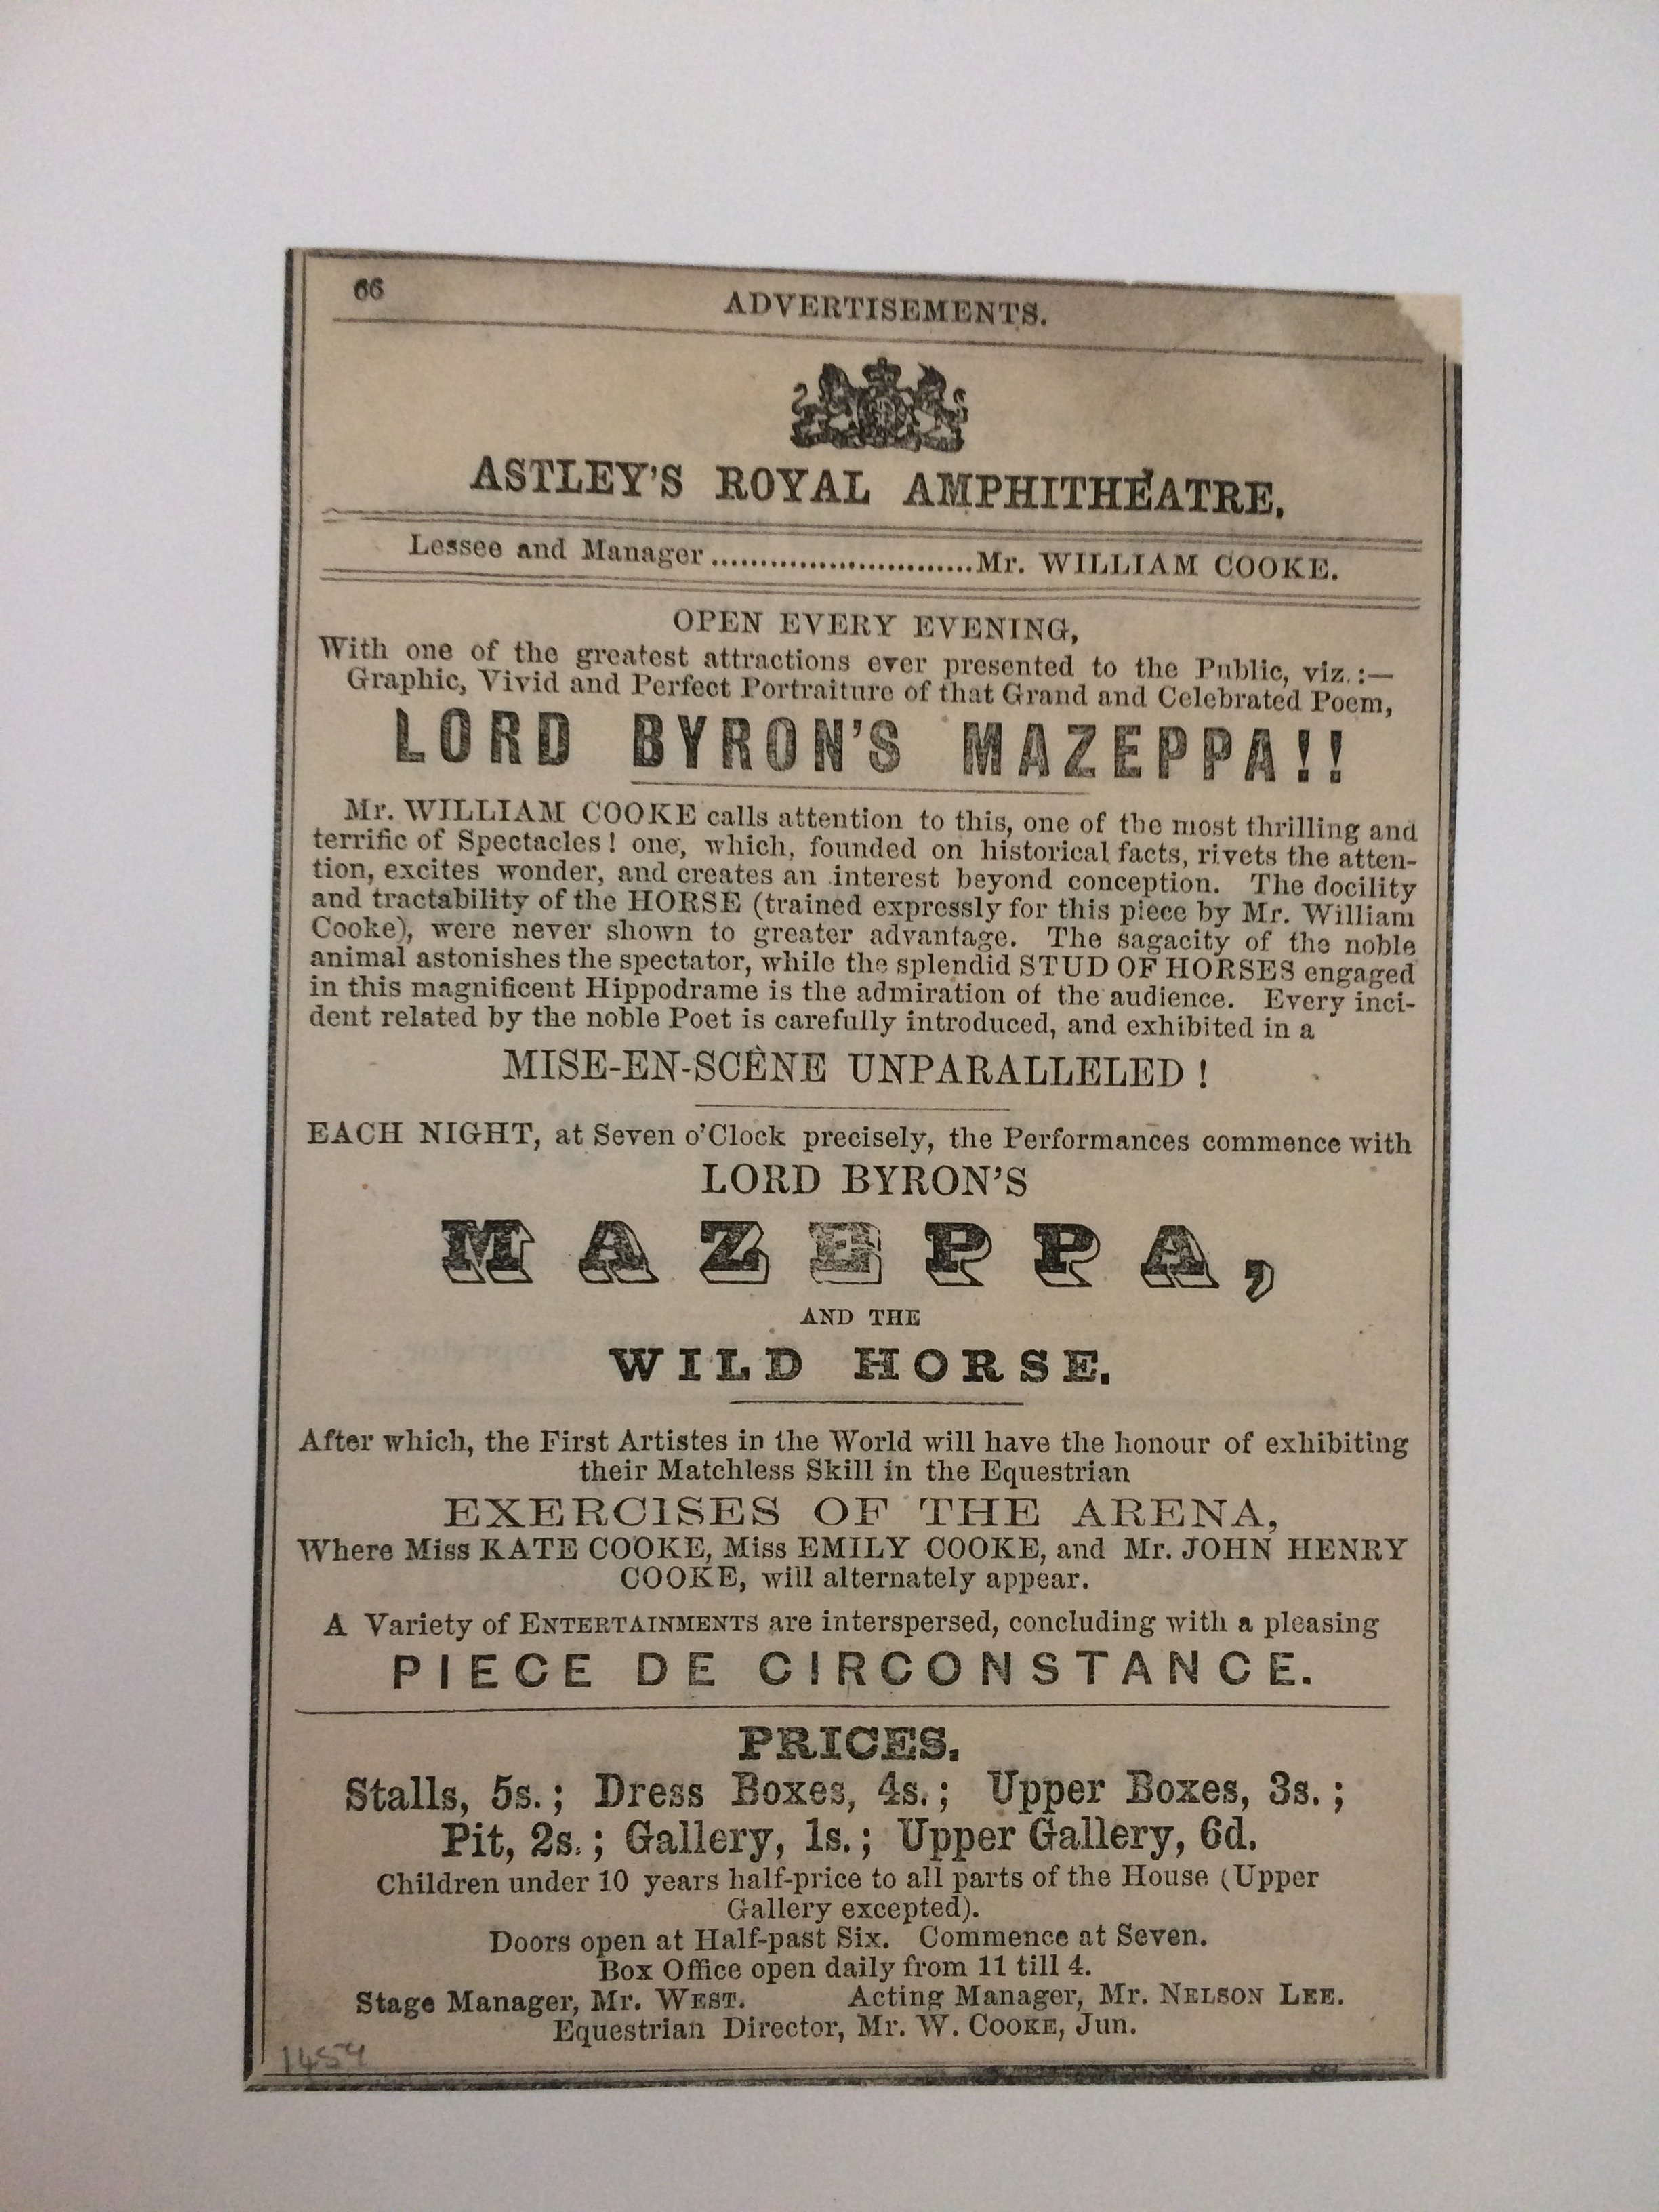 66
ADVERTISEMENTS.
ASTLEY'S ROYAL AMPHITHÉATRE,
Lessee and Manager...........................Mr. WILLIAM COOKE.
OPEN EVERY EVENING,
With one of the greatest attractions ever presented to the Public, viz.:—
Graphic, Vivid and Perfect Portraiture of that Grand and Celebrated Poem,
LORD BYRON'S MAZEPPA!!
Mr. WILLIAM COOKE calls attention to this, one of the most thrilling and
terrific of Spectacles! one, which, founded on historical facts, rivets the atten-
tion, excites wonder, and creates an interest beyond conception. The docility
and tractability of the HORSE (trained expressly for this piece by Mr. William
Cooke), were never shown to greater advantage. The sagacity of the noble
animal astonishes the spectator, while the splendid STUD OF HORSES engaged
in this magnificent Hippodrame is the admiration of the audience. Every inci-
dent related by the noble Poet is carefully introduced, and exhibited in a
MISE-EN-SCÈNE UNPARALLELED!
EACH NIGHT, at Seven o'Clock precisely, the Performances commence with
LORD BYRON'S
MAZEPPA,
AND THE
WILD HORSE.
After which, the First Artistes in the World will have the honour of exhibiting
their Matchless Skill in the Equestrian
EXERCISES OF THE ARENA,
Where Miss KATE COOKE, Miss EMILY COOKE, and Mr. JOHN HENRY
COOKE, will alternately appear.
A Variety of ENTERTAINMENTS are interspersed, concluding with a pleasing
PIECE DE CIRCONSTANCE.
PRICES.
Stalls, 5s.; Dress Boxes, 4s.; Upper Boxes, 3s.;
Pit, 2s.; Gallery, 1s.; Upper Gallery, 6d.
Children under 10 years half-price to all parts of the House (Upper
Gallery excepted).
Doors open at Half-past Six. Commence at Seven.
Box Office open daily from 11 till 4.
Stage Manager, Mr. WEST. Acting Manager, Mr. NELSON LEE.
Equestrian Director, Mr. W. COOKE, Jun.